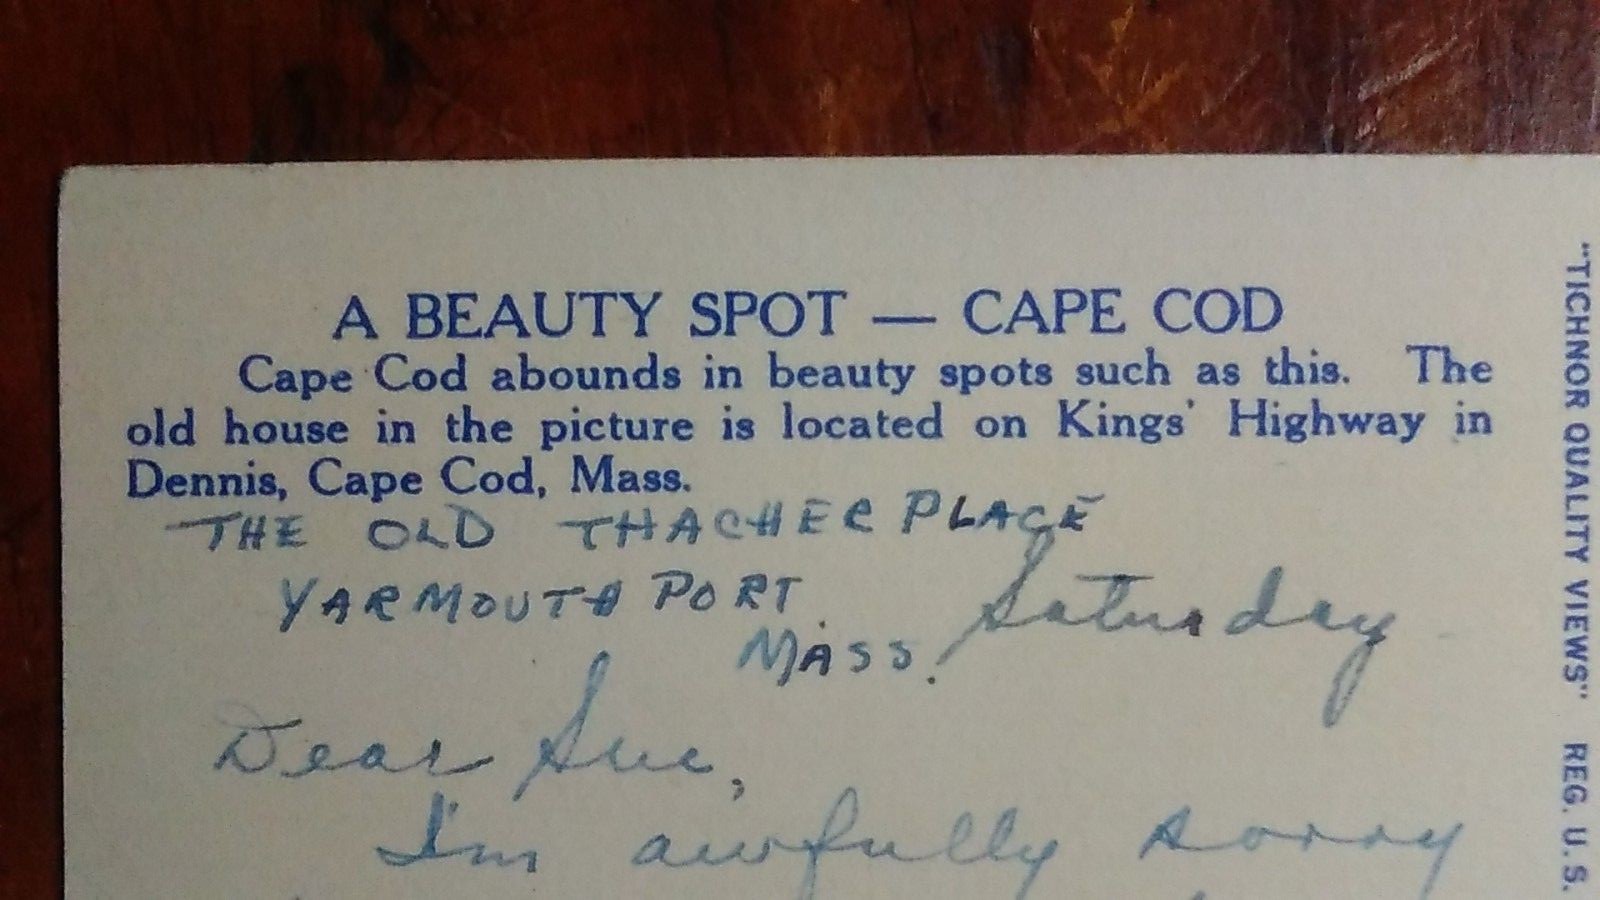 A BEAUTY SPOT — CAPE COD
Cape Cod abounds in beauty spots such as this. The
old house in the picture is located on Kings' Highway in
Dennis, Cape Cod, Mass.
THE OLD THACHER PLACE
YARMOUTH PORT
MASS.
Saturday
Dear Sue,
I'm awfully sorry
"TICHNOR QUALITY VIEWS" REG. U. S.